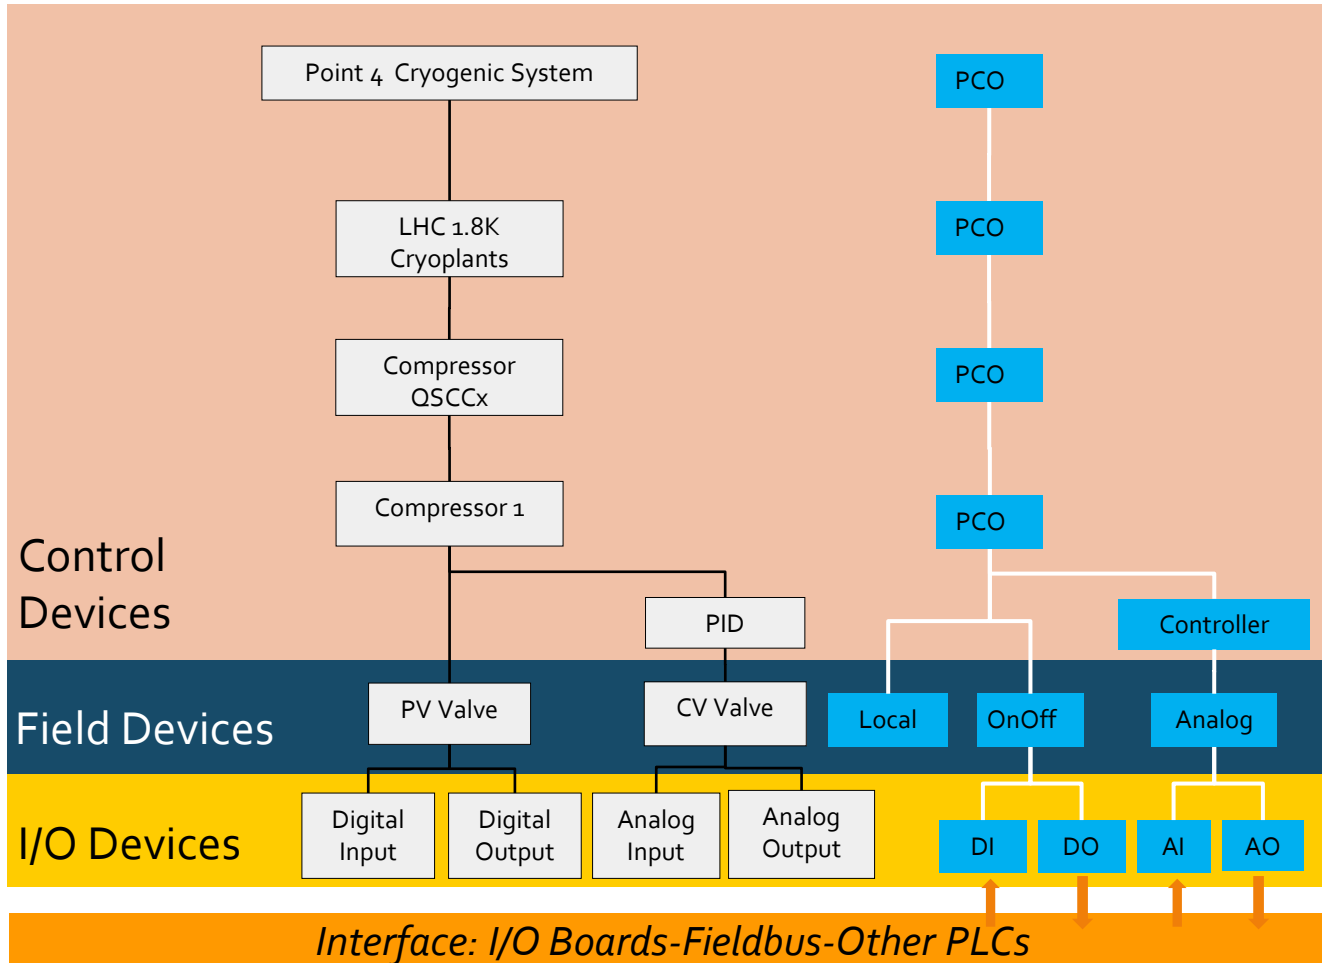 Point 4 Cryogenic System
PCO
LHC 1.8K
Cryoplants
PCO
Compressor
QSCCx
PCO
Compressor 1
PCO
Control
Devices
PID
Controller
Field Devices
PV Valve
CV Valve
Local
OnOff
Analog
I/O Devices
Digital
Input
Digital
Output
Analog
Input
Analog
Output
DI
DO
AI
AO
Interface: I/O Boards-Fieldbus-Other PLCs